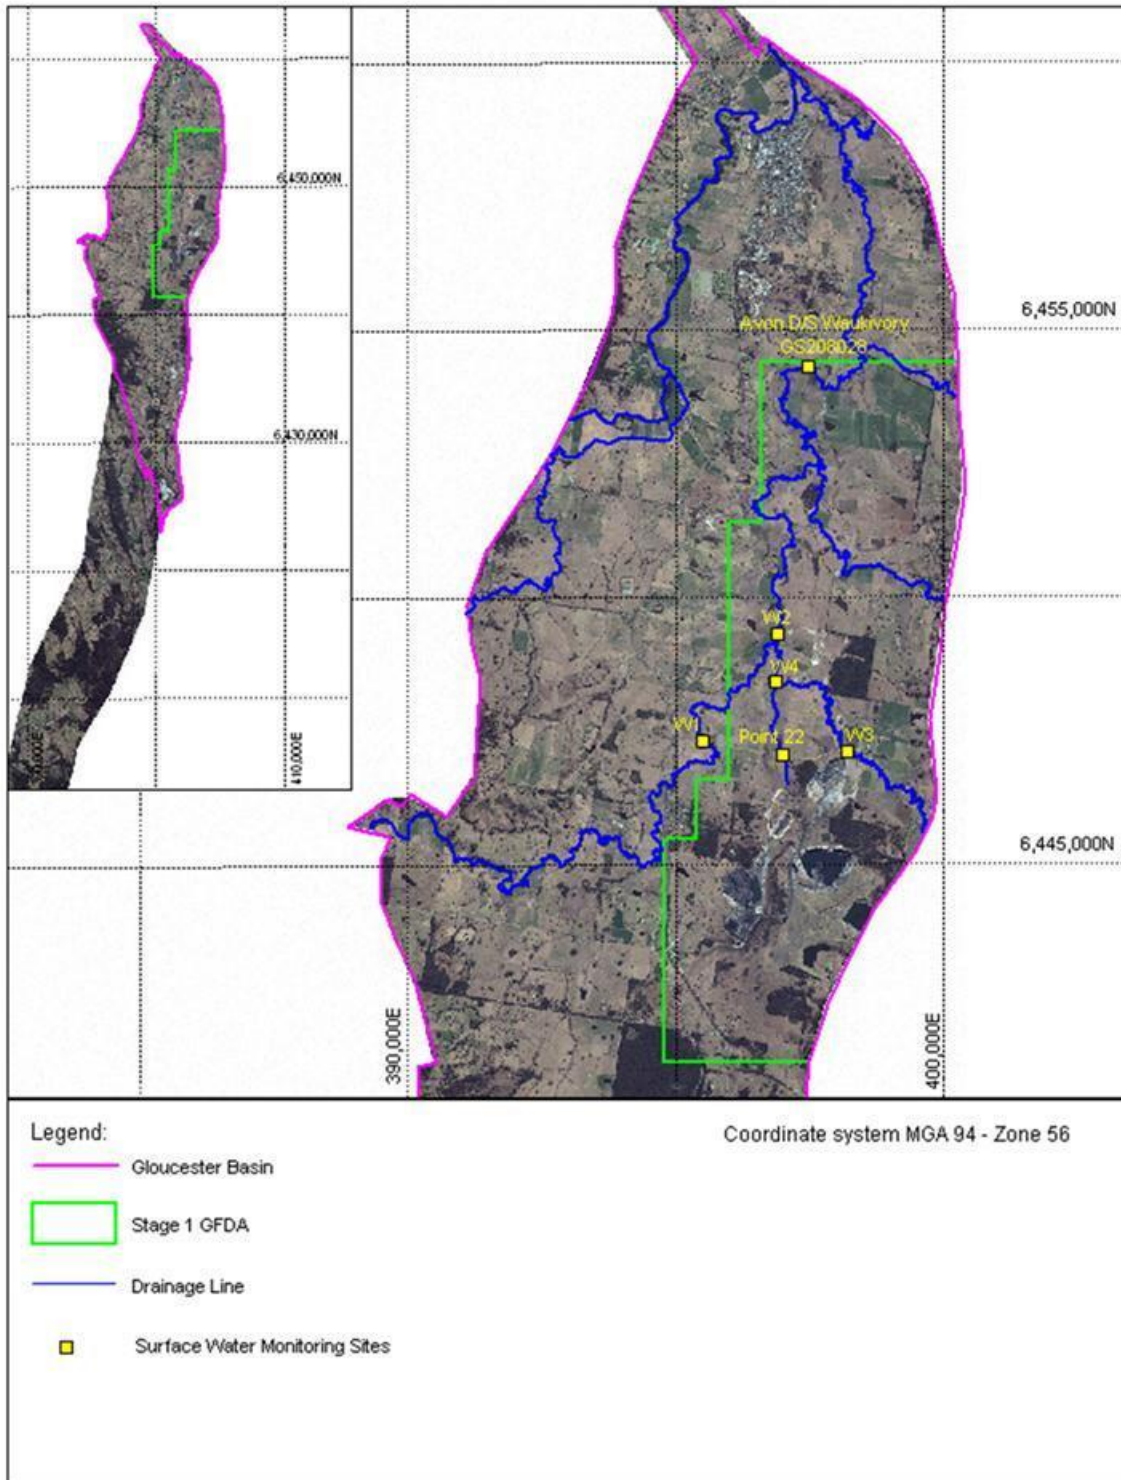 6,450,000N
6,430,000N
410,000E
6,455,000N
Avon D/S Waukivory
GS208028
W2
W4
W1
Point 22
W3
6,445,000N
390,000E
400,000E
Legend:
Coordinate system MGA 94 - Zone 56
Gloucester Basin
Stage 1 GFDA
Drainage Line
Surface Water Monitoring Sites